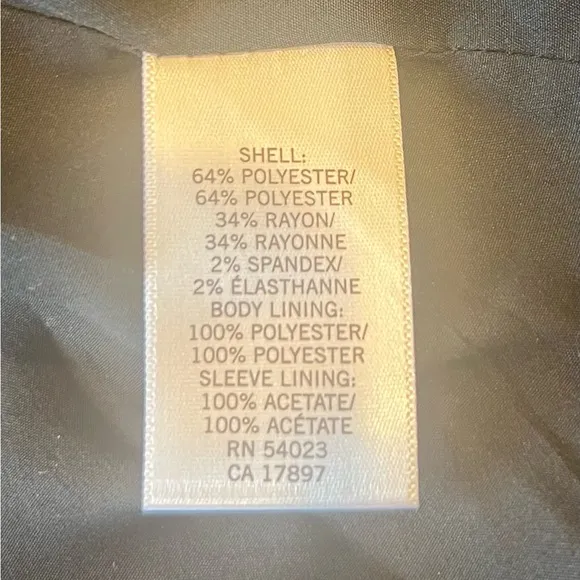 SHELL:
64% POLYESTER/
64% POLYESTER
34% RAYON/
34% RAYONNE
2% SPANDEX/
2% ÉLASTHANNE
BODY LINING:
100% POLYESTER/
100% POLYESTER
SLEEVE LINING:
100% ACETATE/
100% ACÉTATE
RN 54023
CA 17897